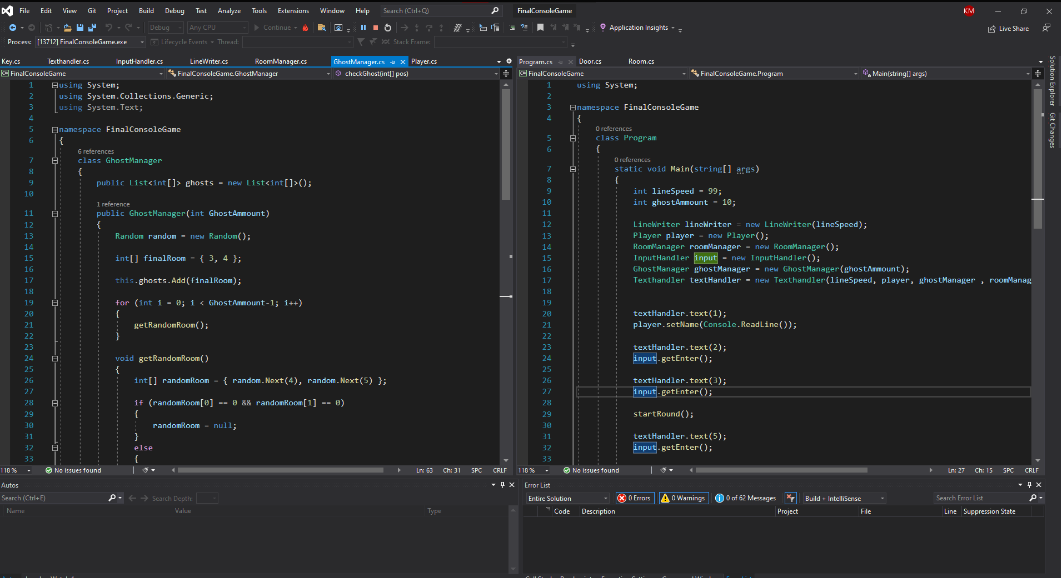 File Edit View Git Project Build Debug Test Analyze Tools Extensions Window Help Search (Ctrl+Q) FinalConsoleGame KM
Debug Any CPU Continue Application Insights Live Share
Process: [13712] FinalConsoleGame.exe Lifecycle Events Thread: Stack Frame:
Key.cs Texthandler.cs InputHandler.cs LineWriter.cs RoomManager.cs GhostManager.cs Player.cs
FinalConsoleGame FinalConsoleGame.GhostManager checkGhost(int[] pos)
1 using System;
2 using System.Collections.Generic;
3 using System.Text;
4
5 namespace FinalConsoleGame
6 {
6 references
7 class GhostManager
8 {
9 public List<int[]> ghosts = new List<int[]>();
10
1 reference
11 public GhostManager(int GhostAmmount)
12 {
13 Random random = new Random();
14
15 int[] finalRoom = { 3, 4 };
16
17 this.ghosts.Add(finalRoom);
18
19 for (int i = 0; i < GhostAmmount-1; i++)
20 {
21 getRandomRoom();
22 }
23
24 void getRandomRoom()
25 {
26 int[] randomRoom = { random.Next(4), random.Next(5) };
27
28 if (randomRoom[0] == 0 && randomRoom[1] == 0)
29 {
30 randomRoom = null;
31 }
32 else
33 {
118 % No issues found Ln: 63 Ch: 31 SPC CRLF
Program.cs Door.cs Room.cs
FinalConsoleGame FinalConsoleGame.Program Main(string[] args)
1 using System;
2
3 namespace FinalConsoleGame
4 {
0 references
5 class Program
6 {
0 references
7 static void Main(string[] args)
8 {
9 int lineSpeed = 99;
10 int ghostAmmount = 10;
11
12 LineWriter lineWriter = new LineWriter(lineSpeed);
13 Player player = new Player();
14 RoomManager roomManager = new RoomManager();
15 InputHandler input = new InputHandler();
16 GhostManager ghostManager = new GhostManager(ghostAmmount);
17 Texthandler textHandler = new Texthandler(lineSpeed, player, ghostManager , roomManag
18
19
20 textHandler.text(1);
21 player.setName(Console.ReadLine());
22
23 textHandler.text(2);
24 input.getEnter();
25
26 textHandler.text(3);
27 input.getEnter();
28
29 startRound();
30
31 textHandler.text(5);
32 input.getEnter();
33
118 % No issues found Ln: 27 Ch: 15 SPC CRLF
Solution Explorer
Git Changes
Autos
Search (Ctrl+E) Search Depth:
Name Value Type
Error List
Entire Solution 0 Errors 0 Warnings 0 of 62 Messages Build + IntelliSense Search Error List
Code Description Project File Line Suppression State